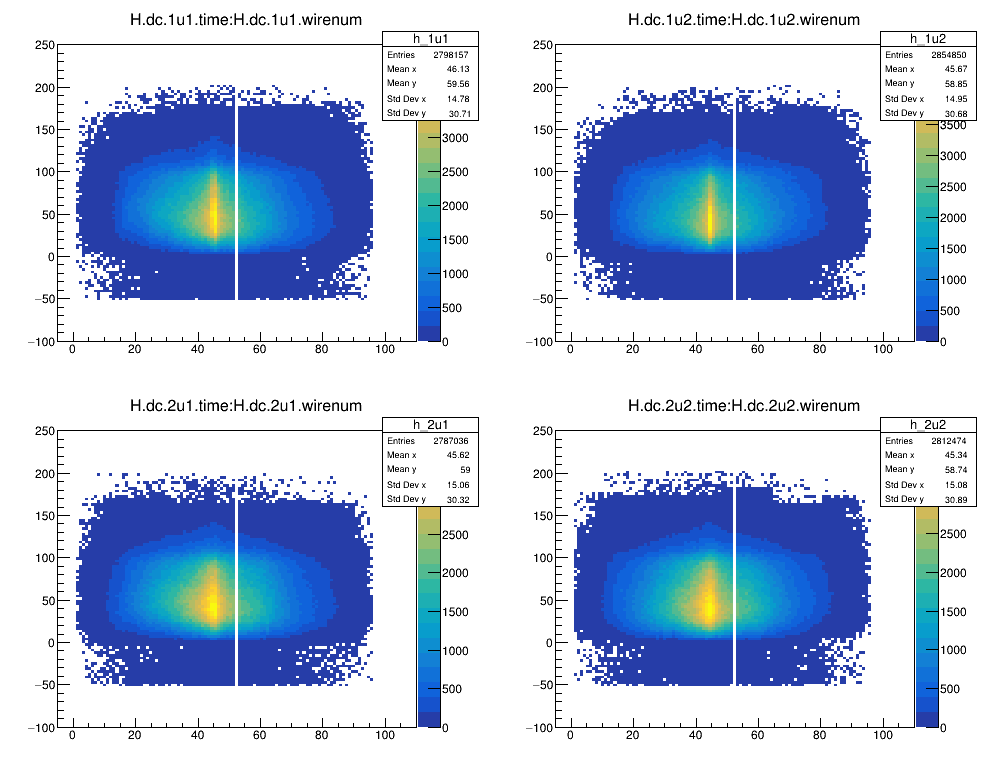 H.dc.1u1.time:H.dc.1u1.wirenum
h_1u1
Entries 2798157
Mean x 46.13
Mean y 59.56
Std Dev x 14.78
Std Dev y 30.71
250
200
150
100
50
0
−50
−100
0 20 40 60 80 100
3000
2500
2000
1500
1000
500
0
H.dc.1u2.time:H.dc.1u2.wirenum
h_1u2
Entries 2854850
Mean x 45.67
Mean y 58.85
Std Dev x 14.95
Std Dev y 30.68
250
200
150
100
50
0
−50
−100
0 20 40 60 80 100
3500
3000
2500
2000
1500
1000
500
0
H.dc.2u1.time:H.dc.2u1.wirenum
h_2u1
Entries 2787036
Mean x 45.62
Mean y 59
Std Dev x 15.06
Std Dev y 30.32
250
200
150
100
50
0
−50
−100
0 20 40 60 80 100
2500
2000
1500
1000
500
0
H.dc.2u2.time:H.dc.2u2.wirenum
h_2u2
Entries 2812474
Mean x 45.34
Mean y 58.74
Std Dev x 15.08
Std Dev y 30.89
250
200
150
100
50
0
−50
−100
0 20 40 60 80 100
2500
2000
1500
1000
500
0